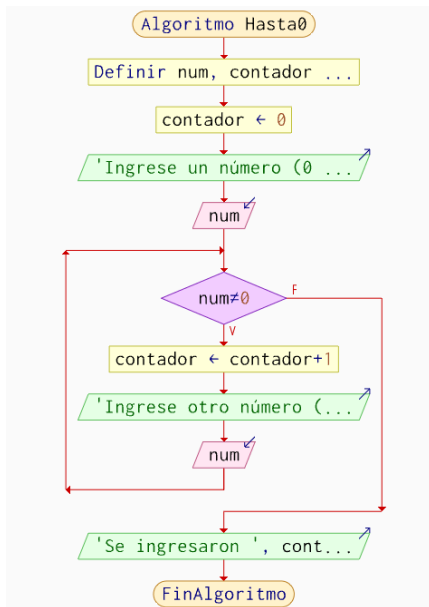 Algoritmo Hasta0
Definir num, contador ...
contador ← 0
'Ingrese un número (0 ...
num
num≠0
F
V
contador ← contador+1
'Ingrese otro número (...
num
'Se ingresaron ', cont...
FinAlgoritmo